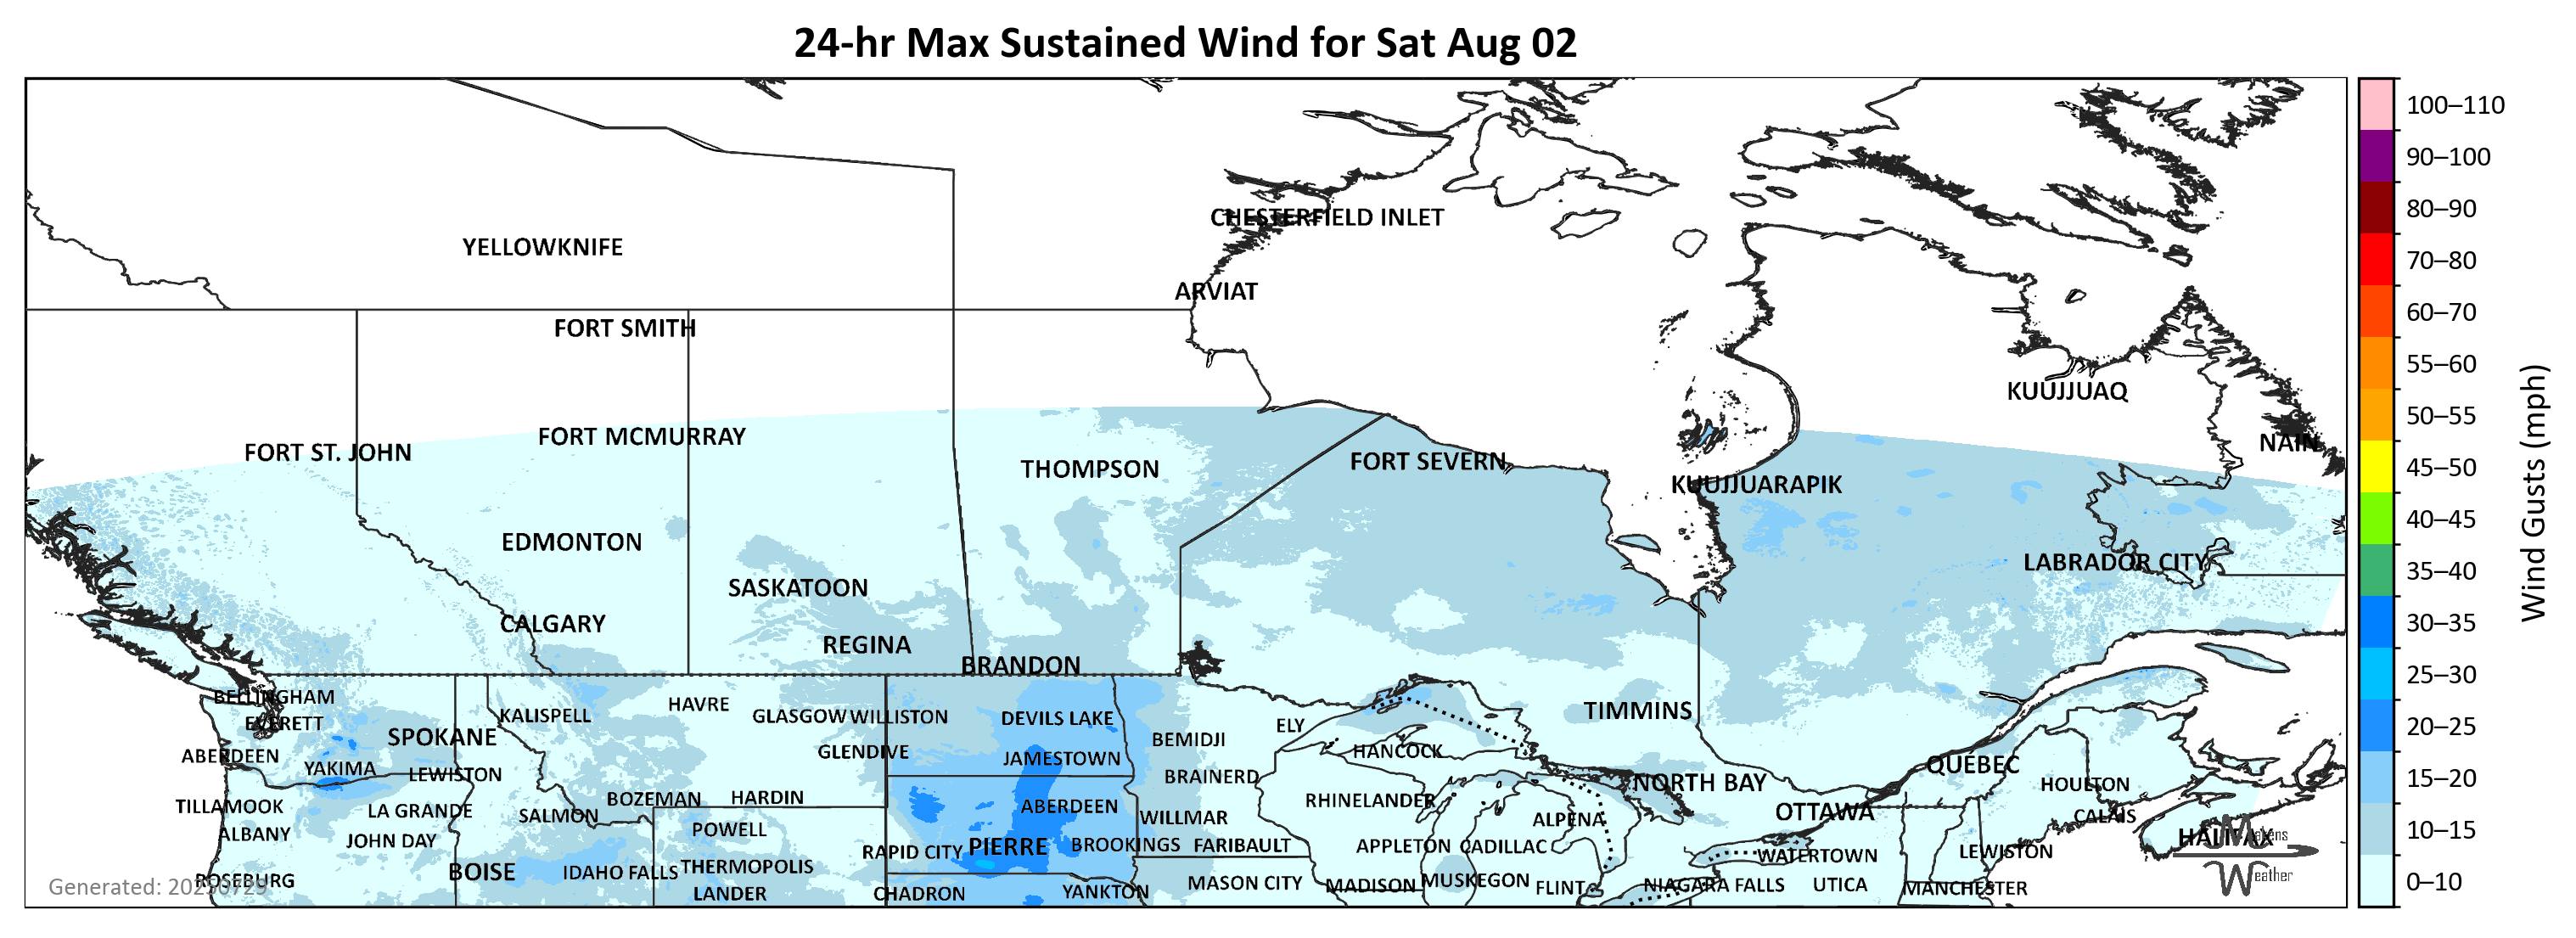 24-hr Max Sustained Wind for Sat Aug 02
100–110
90–100
80–90
70–80
60–70
55–60
50–55
45–50
40–45
35–40
30–35
25–30
20–25
15–20
10–15
0–10
Wind Gusts (mph)
CHESTERFIELD INLET
YELLOWKNIFE
ARVIAT
FORT SMITH
KUUJJUAQ
FORT MCMURRAY
NAIN
FORT ST. JOHN
FORT SEVERN
THOMPSON
KUUJJUARAPIK
EDMONTON
LABRADOR CITY
SASKATOON
CALGARY
REGINA
BRANDON
BELLINGHAM
HAVRE
TIMMINS
KALISPELL
GLASGOW
WILLISTON
DEVILS LAKE
EVERETT
ELY
SPOKANE
BEMIDJI
GLENDIVE
HANCOCK
ABERDEEN
JAMESTOWN
QUÉBEC
YAKIMA
LEWISTON
BRAINERD
NORTH BAY
HOULTON
BOZEMAN
HARDIN
RHINELANDER
TILLAMOOK
ABERDEEN
LA GRANDE
SALMON
OTTAWA
CALAIS
WILLMAR
ALPENA
POWELL
ALBANY
HALIFAX
JOHN DAY
PIERRE
BROOKINGS
FARIBAULT
APPLETON
CADILLAC
RAPID CITY
LEWISTON
WATERTOWN
THERMOPOLIS
BOISE
IDAHO FALLS
ROSEBURG
MUSKEGON
MASON CITY
MADISON
NIAGARA FALLS
UTICA
FLINT
MANCHESTER
LANDER
CHADRON
YANKTON
Generated: 20250729
Makens
Weather